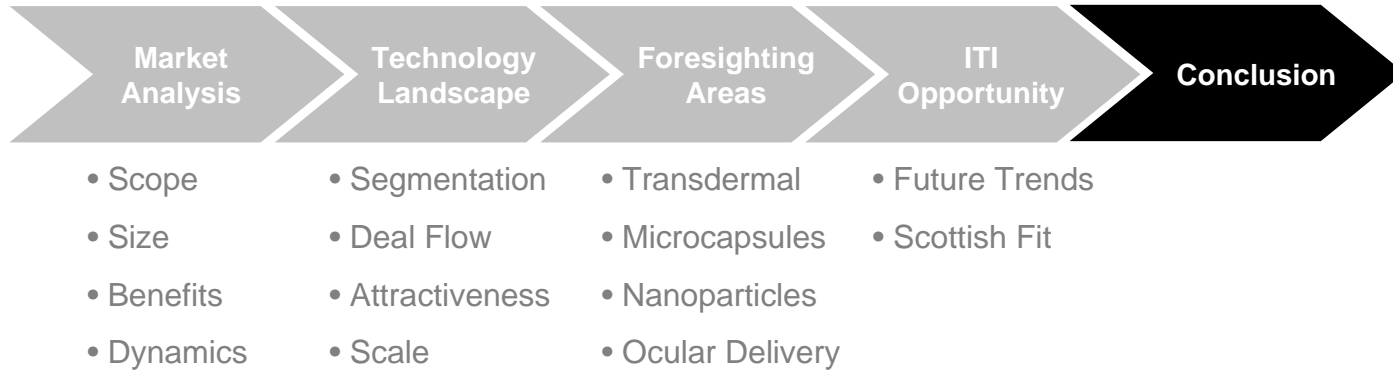 Market
Analysis
Technology
Landscape
Foresighting
Areas
ITI
Opportunity
Conclusion
• Scope
• Size
• Benefits
• Dynamics
• Segmentation
• Deal Flow
• Attractiveness
• Scale
• Transdermal
• Microcapsules
• Nanoparticles
• Ocular Delivery
• Future Trends
• Scottish Fit